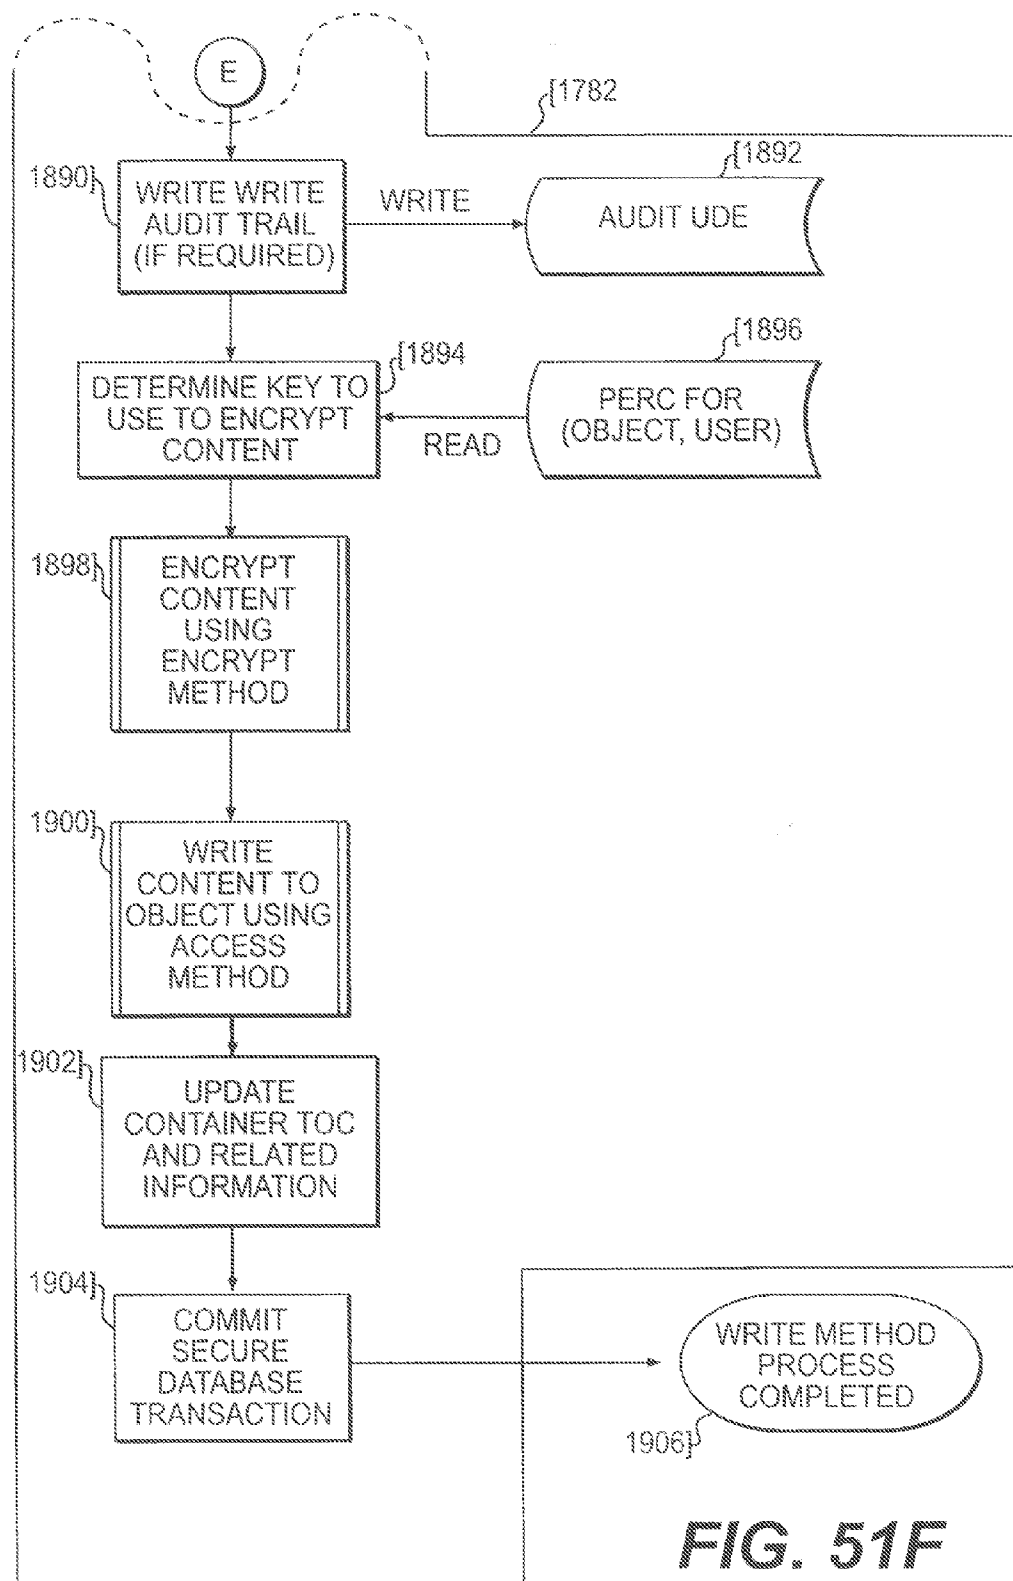 E
[1782
1890]
WRITE WRITE
AUDIT TRAIL
(IF REQUIRED)
WRITE
[1892
AUDIT UDE
[1894
DETERMINE KEY TO
USE TO ENCRYPT
CONTENT
READ
[1896
PERC FOR
(OBJECT, USER)
1898]
ENCRYPT
CONTENT
USING
ENCRYPT
METHOD
1900]
WRITE
CONTENT TO
OBJECT USING
ACCESS
METHOD
1902]
UPDATE
CONTAINER TOC
AND RELATED
INFORMATION
1904]
COMMIT
SECURE
DATABASE
TRANSACTION
WRITE METHOD
PROCESS
COMPLETED
1906]
FIG. 51F